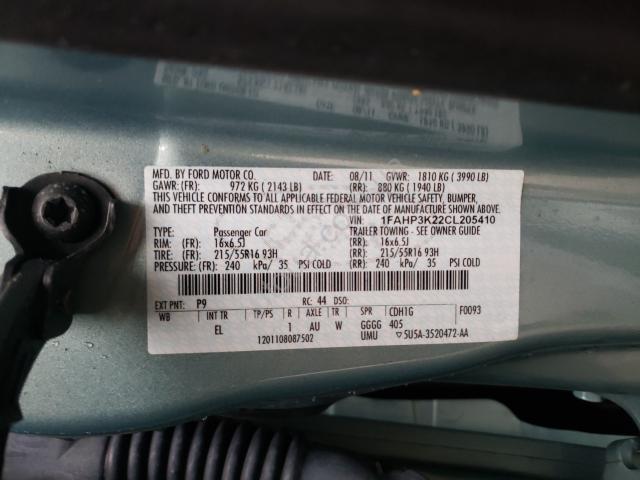 MFD. BY FORD MOTOR CO. DATE: 08/11 GVWR: 1810 KG ( 3990 LB)
GAWR: (FR): 972 KG ( 2143 LB) (RR): 880 KG ( 1940 LB)
THIS VEHICLE CONFORMS TO ALL APPLICABLE FEDERAL MOTOR VEHICLE SAFETY, BUMPER,
AND THEFT PREVENTION STANDARDS IN EFFECT ON THE DATE OF MANUFACTURE SHOWN ABOVE.
VIN: 1FAHP3K22CL205410
TYPE: Passenger Car TRAILER TOWING - SEE OWNER GUIDE
RIM: (FR): 16x6.5J (RR): 16x6.5J
TIRE: (FR): 215/55R16 93H (RR): 215/55R16 93H
PRESSURE: (FR): 240 kPa/ 35 PSI COLD (RR): 240 kPa/ 35 PSI COLD
EXT PNT: P9 RC: 44 DSO: F0093
WB INT TR TP/PS R AXLE TR SPR CDH1G
EL 1 AU W GGGG 405
1201108087502 UMU ▽5U5A-3520472-AA